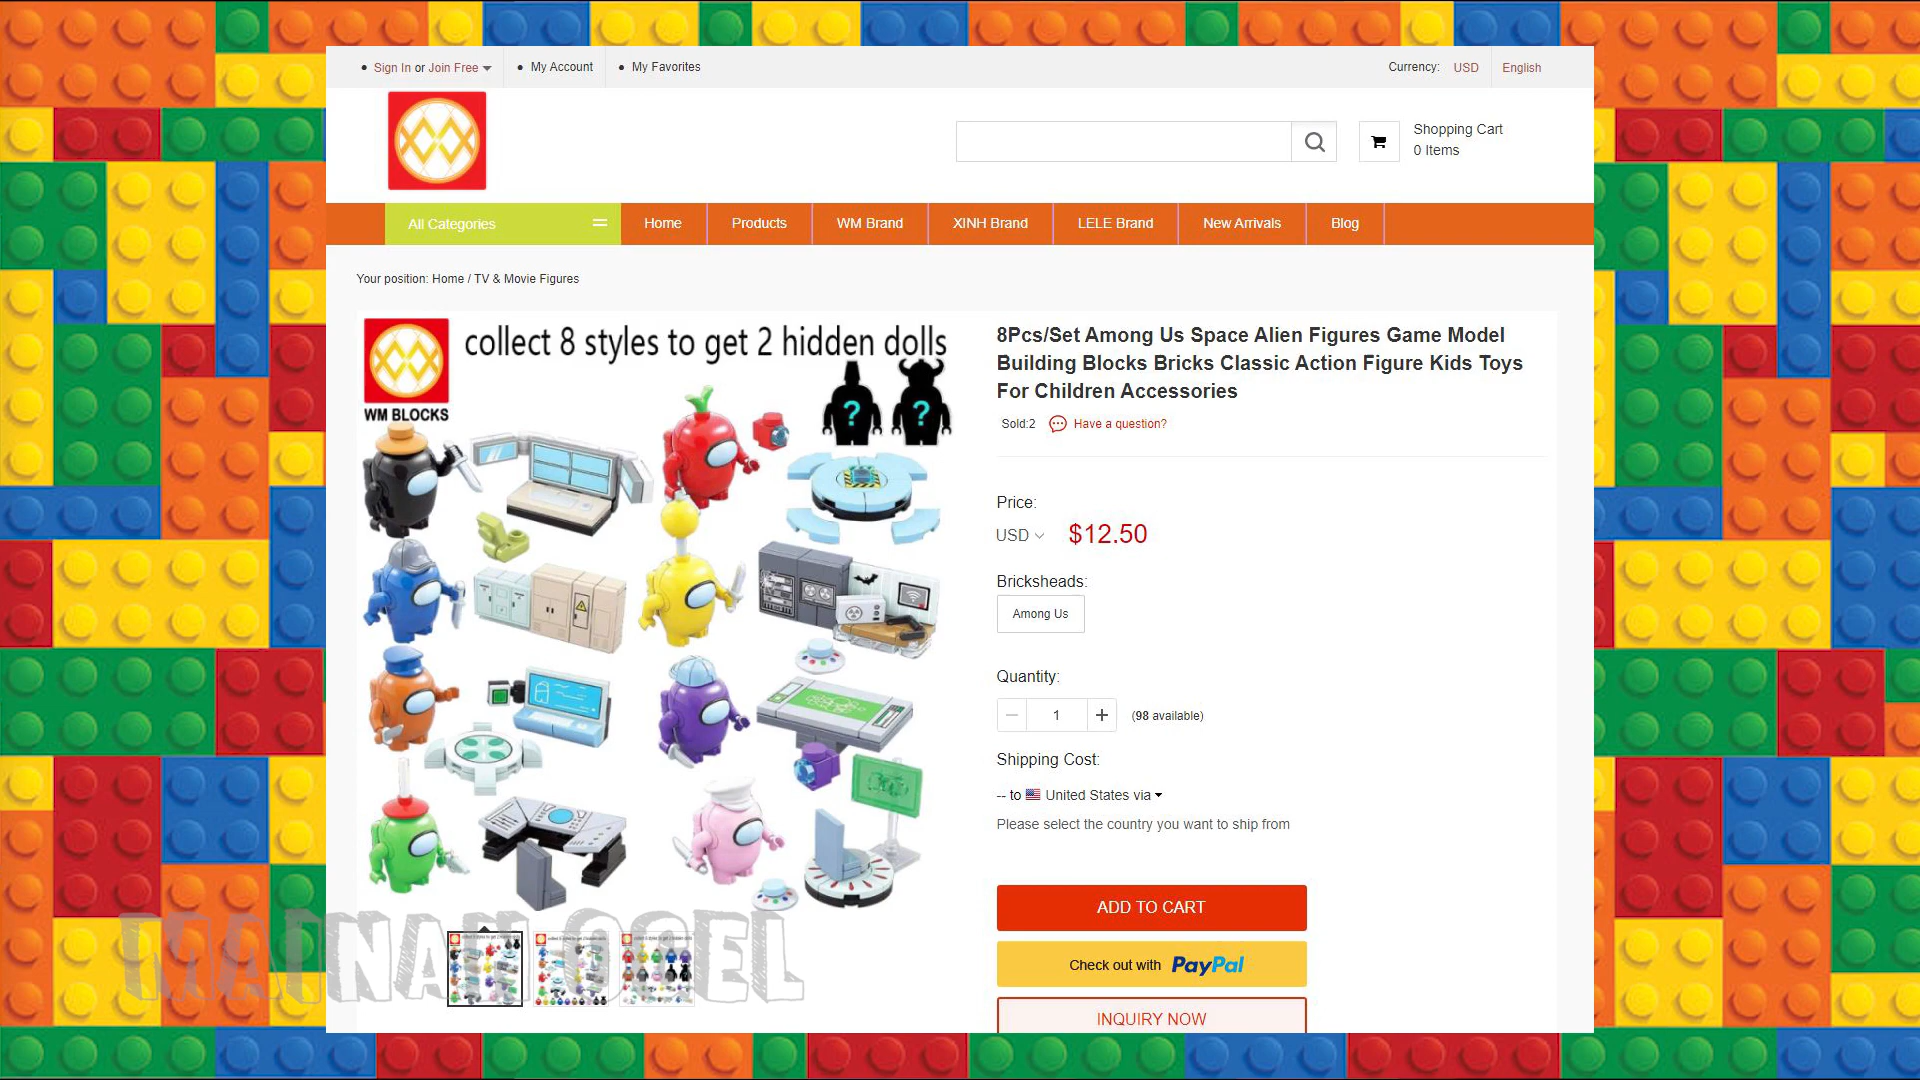 Sign In or Join Free
My Account
My Favorites
Currency: USD
English
Shopping Cart
0 Items
All Categories
Home
Products
WM Brand
XINH Brand
LELE Brand
New Arrivals
Blog
Your position: Home / TV & Movie Figures
WM BLOCKS
collect 8 styles to get 2 hidden dolls
? ?
8Pcs/Set Among Us Space Alien Figures Game Model
Building Blocks Bricks Classic Action Figure Kids Toys
For Children Accessories
Sold:2
Have a question?
Price:
USD $12.50
Bricksheads:
Among Us
Quantity:
1
(98 available)
Shipping Cost:
-- to United States via
Please select the country you want to ship from
ADD TO CART
Check out with PayPal
INQUIRY NOW
MAINAN OGEL